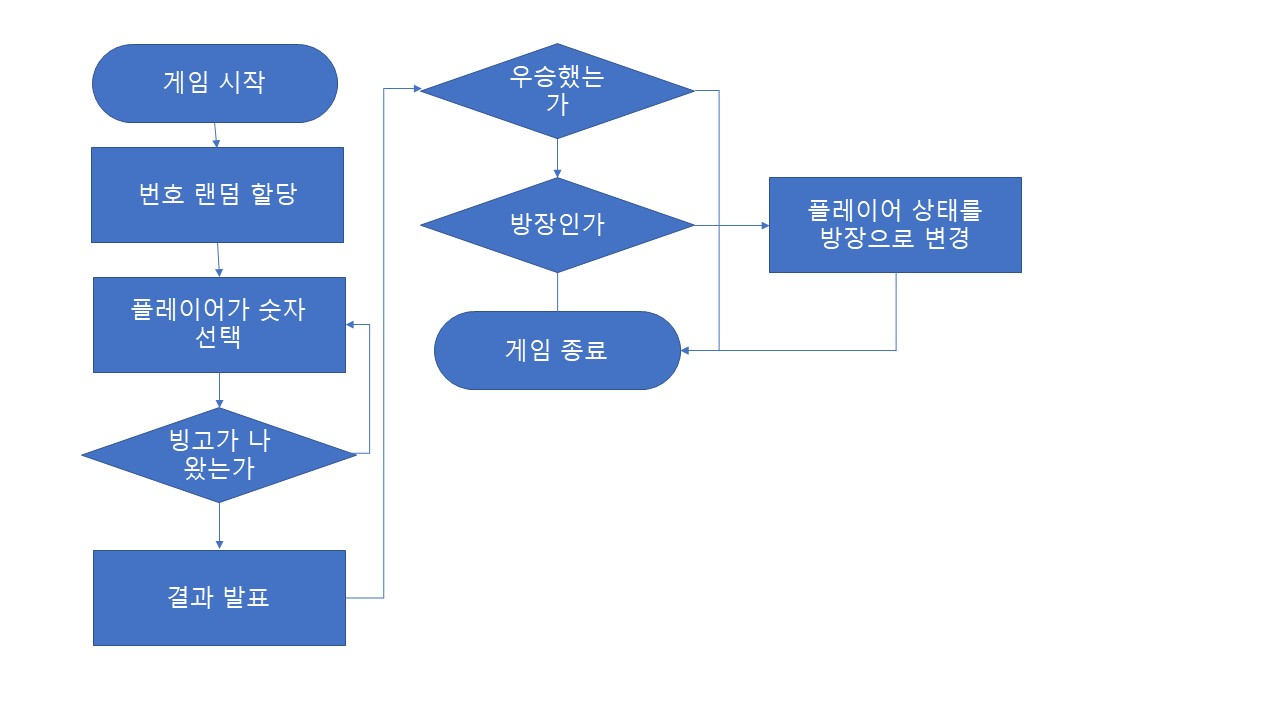 게임 시작
번호 랜덤 할당
플레이어가 숫자
선택
빙고가 나
왔는가
결과 발표
우승했는
가
방장인가
게임 종료
플레이어 상태를
방장으로 변경